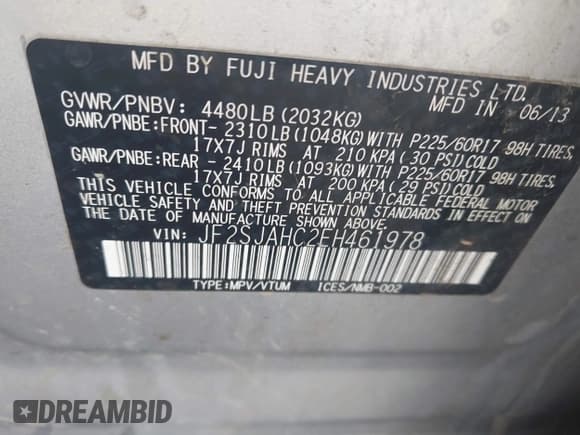 MFD BY FUJI HEAVY INDUSTRIES LTD.
MFD IN 06/13
GVWR/PNBV: 4480LB(2032KG)
GAWR/PNBE:FRONT- 2310LB(1048KG)WITH P225/60R17 98H TIRES,
17X7J RIMS AT 210 KPA(30 PSI)COLD
GAWR/PNBE:REAR - 2410LB(1093KG)WITH P225/60R17 98H TIRES,
17X7J RIMS AT 200 KPA(29 PSI)COLD
THIS VEHICLE CONFORMS TO ALL APPLICABLE FEDERAL MOTOR
VEHICLE SAFETY AND THEFT PREVENTION STANDARDS IN EFFECT ON
THE DATE OF MANUFACTURE SHOWN ABOVE.
VIN: JF2SJAHC2EH461978
TYPE:MPV/VTUM ICES/NMB-002
DREAMBID